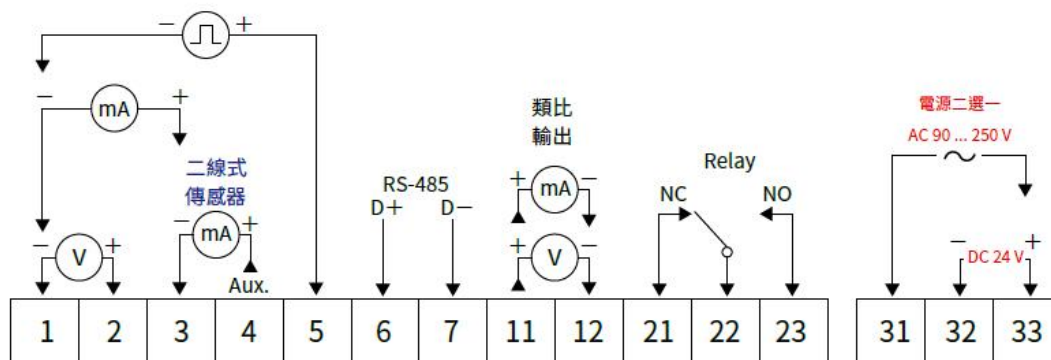 − +
− mA +
類比
輸出
電源二選一
AC 90 ... 250 V
二線式
傳感器
RS-485
D+ D−
+ mA −
Relay
NC NO
− mA +
− V +
+ V −
− +
DC 24 V
Aux.
1 2 3 4 5 6 7 11 12 21 22 23 31 32 33